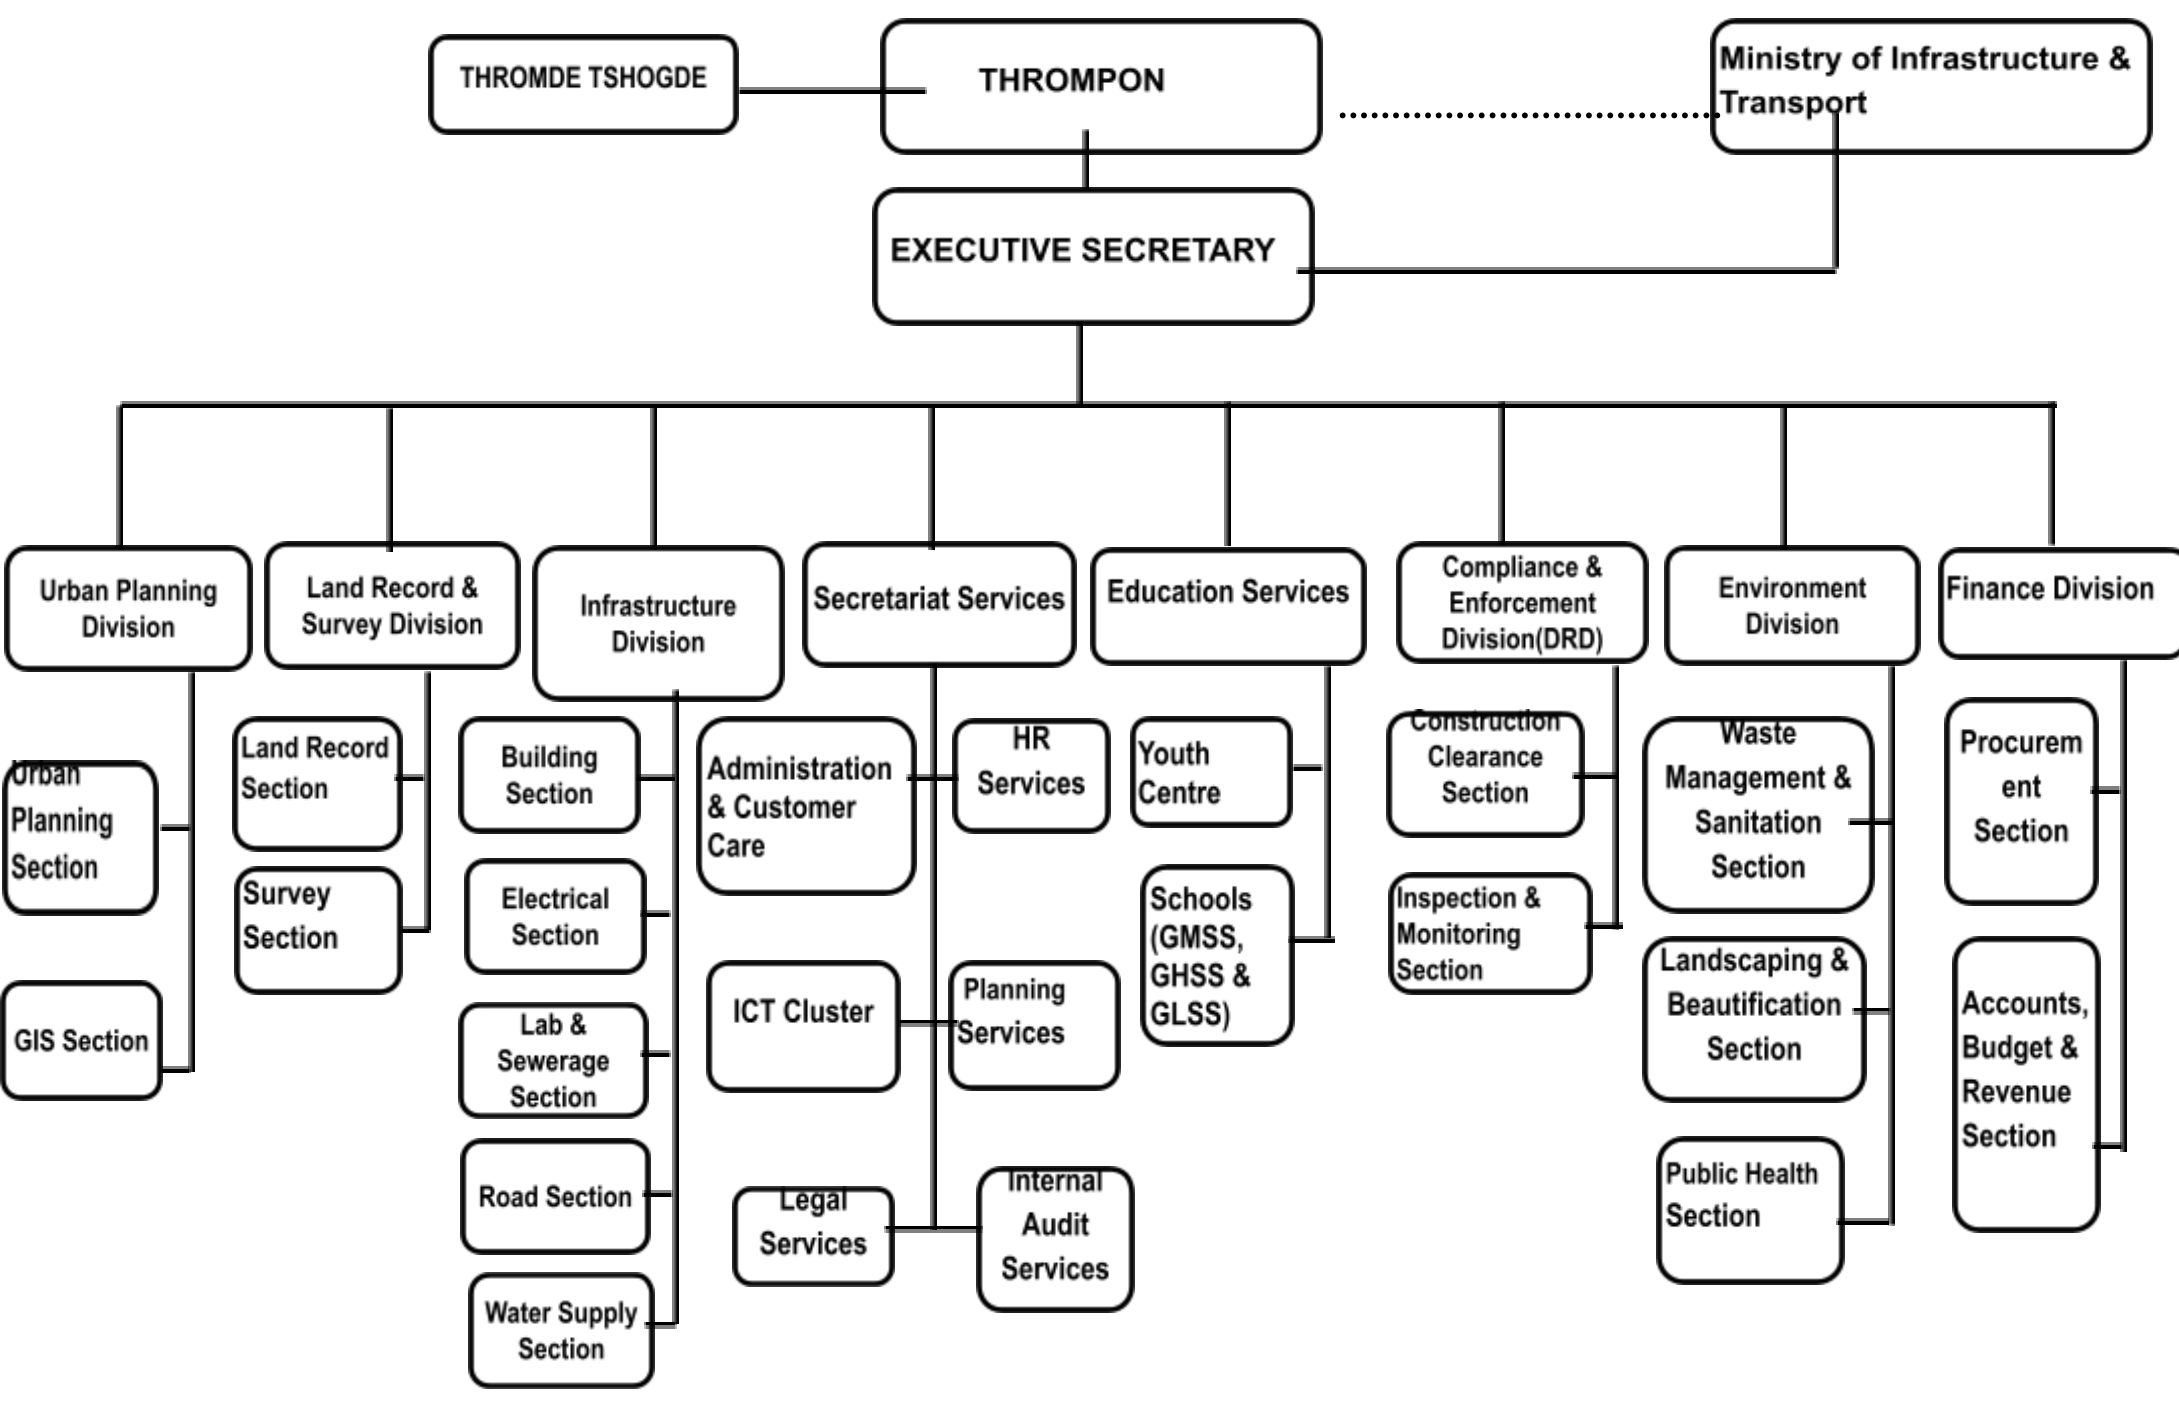 THROMDE TSHOGDE
THROMPON
Ministry of Infrastructure &
Transport
EXECUTIVE SECRETARY
Urban Planning
Division
Land Record &
Survey Division
Infrastructure
Division
Secretariat Services
Education Services
Compliance &
Enforcement
Division(DRD)
Environment
Division
Finance Division
Urban
Planning
Section
GIS Section
Land Record
Section
Survey
Section
Building
Section
Electrical
Section
Lab &
Sewerage
Section
Road Section
Water Supply
Section
Administration
& Customer
Care
HR
Services
ICT Cluster
Planning
Services
Legal
Services
Internal
Audit
Services
Youth
Centre
Schools
(GMSS,
GHSS &
GLSS)
Construction
Clearance
Section
Inspection &
Monitoring
Section
Waste
Management &
Sanitation
Section
Landscaping &
Beautification
Section
Public Health
Section
Procurem
ent
Section
Accounts,
Budget &
Revenue
Section